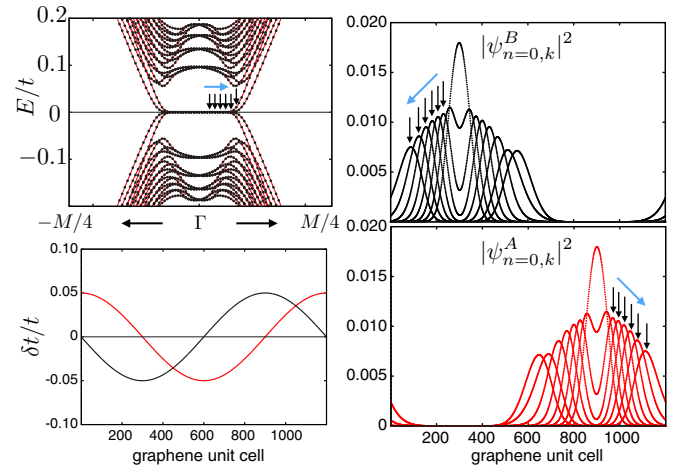 0.2
0.1
0
−0.1
E/t
−M/4 Γ M/4
0.10
0.05
0
-0.05
-0.10
δt/t
200 400 600 800 1000
graphene unit cell
0.020
0.015
0.010
0.005
|ψ^B_{n=0,k}|^2
0.020
0.015
0.010
0.005
0
|ψ^A_{n=0,k}|^2
200 400 600 800 1000
graphene unit cell